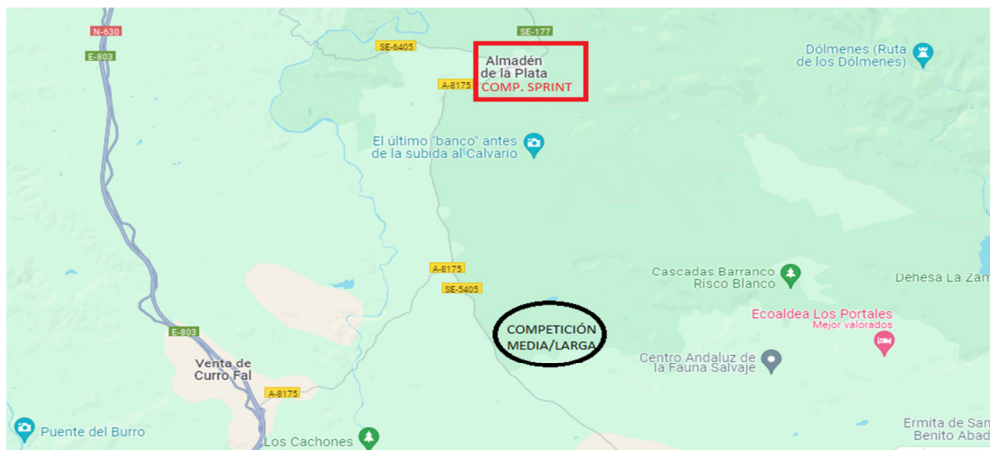 N-630
E-803
SE-6405
SE-177
Almadén
de la Plata
COMP. SPRINT
A-8175
Dólmenes (Ruta
de los Dólmenes)
El último "banco" antes
de la subida al Calvario
A-8175
SE-5405
Cascadas Barranco
Risco Blanco
Dehesa La Zam
Ecoaldea Los Portales
Mejor valorados
COMPETICIÓN
MEDIA/LARGA
E-803
Venta de
Curro Fal
Centro Andaluz de
la Fauna Salvaje
A-8175
Puente del Burro
Los Cachones
Ermita de San
Benito Abad